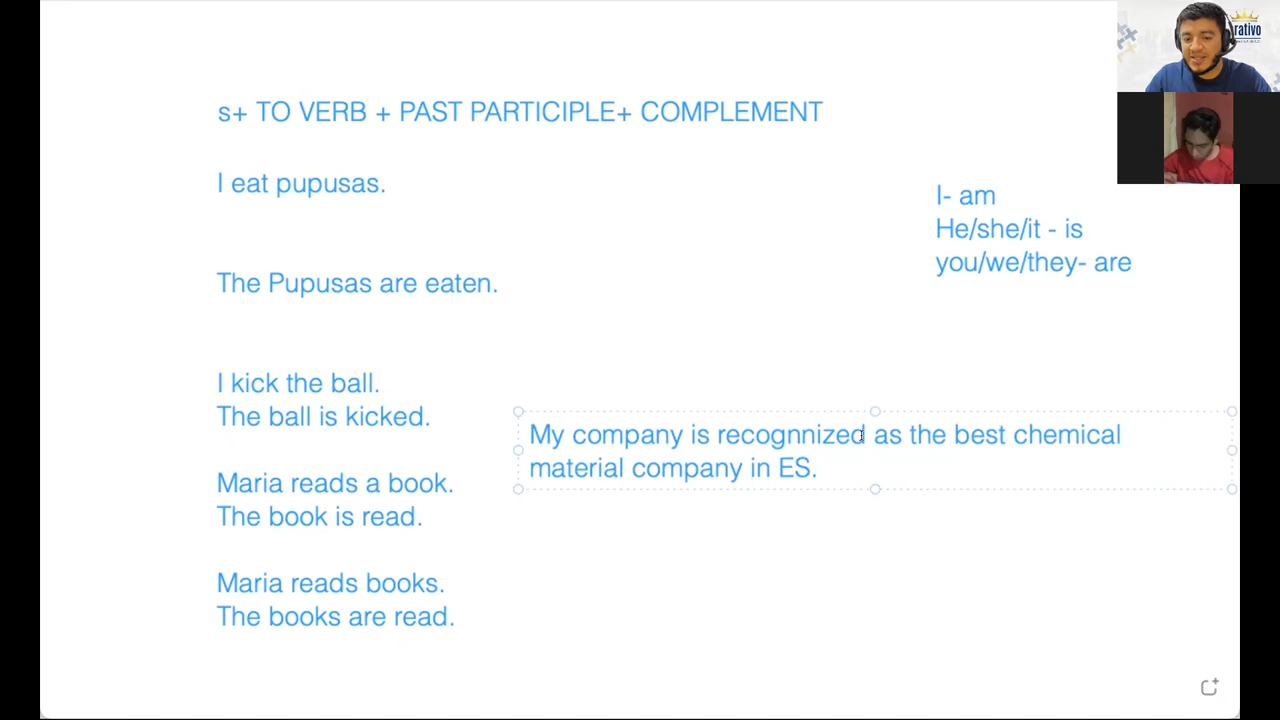 s+ TO VERB + PAST PARTICIPLE+ COMPLEMENT
I eat pupusas.
I- am
He/she/it - is
you/we/they- are
The Pupusas are eaten.
I kick the ball.
The ball is kicked.
My company is recognnized as the best chemical
material company in ES.
Maria reads a book.
The book is read.
Maria reads books.
The books are read.
rativo